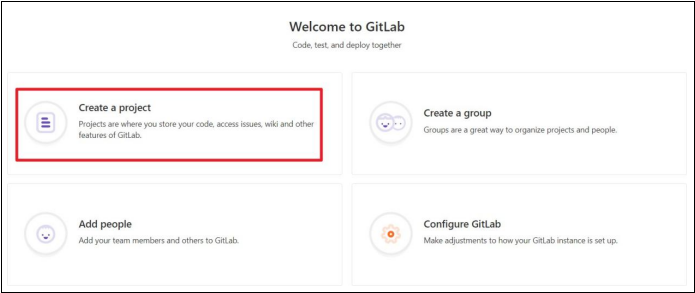 Welcome to GitLab
Code, test, and deploy together
Create a project
Projects are where you store your code, access issues, wiki and other
features of GitLab.
Create a group
Groups are a great way to organize projects and people.
Add people
Add your team members and others to GitLab.
Configure GitLab
Make adjustments to how your GitLab instance is set up.